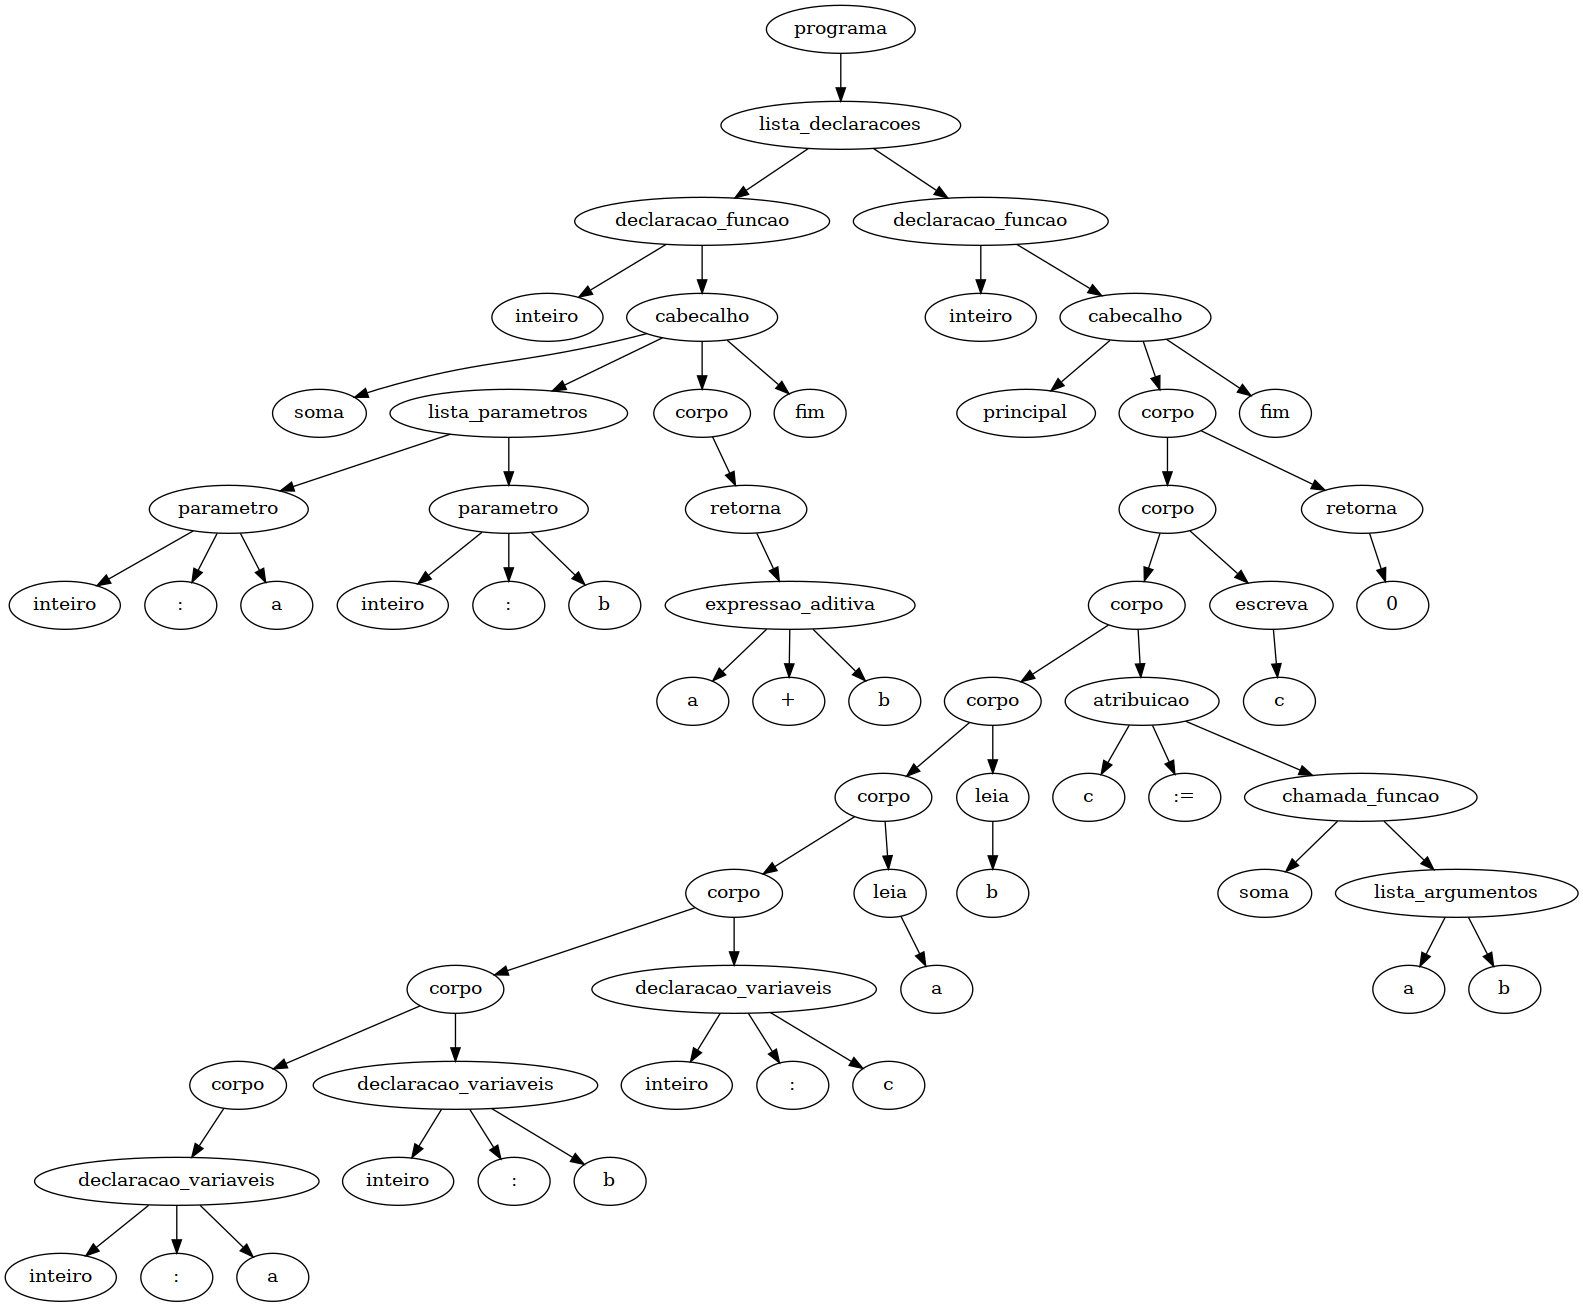 programa
lista_declaracoes
declaracao_funcao declaracao_funcao
inteiro cabecalho inteiro cabecalho
soma lista_parametros corpo fim principal corpo fim
parametro parametro retorna corpo retorna
inteiro : a inteiro : b expressao_aditiva corpo escreva 0
a + b corpo atribuicao c
corpo leia c := chamada_funcao
corpo leia b soma lista_argumentos
corpo declaracao_variaveis a a b
corpo declaracao_variaveis inteiro : c
declaracao_variaveis inteiro : b
inteiro : a